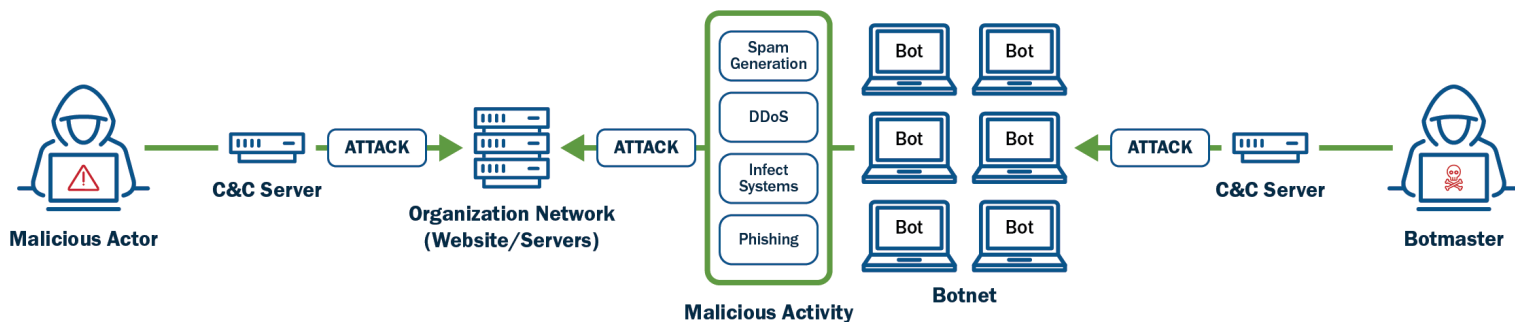 Malicious Actor
C&C Server
ATTACK
Organization Network
(Website/Servers)
ATTACK
Spam
Generation
DDoS
Infect
Systems
Phishing
Malicious Activity
Bot
Bot
Bot
Bot
Bot
Bot
Botnet
ATTACK
C&C Server
Botmaster